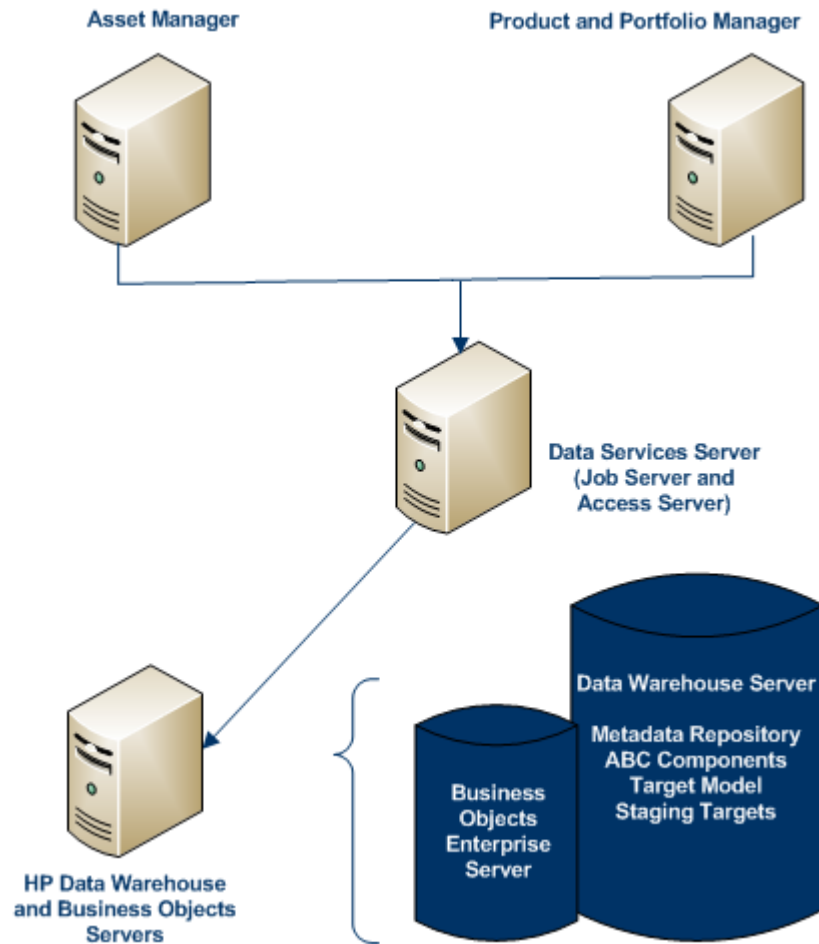 Asset Manager
Product and Portfolio Manager
Data Services Server
(Job Server and
Access Server)
Data Warehouse Server
Metadata Repository
ABC Components
Target Model
Staging Targets
Business
Objects
Enterprise
Server
HP Data Warehouse
and Business Objects
Servers